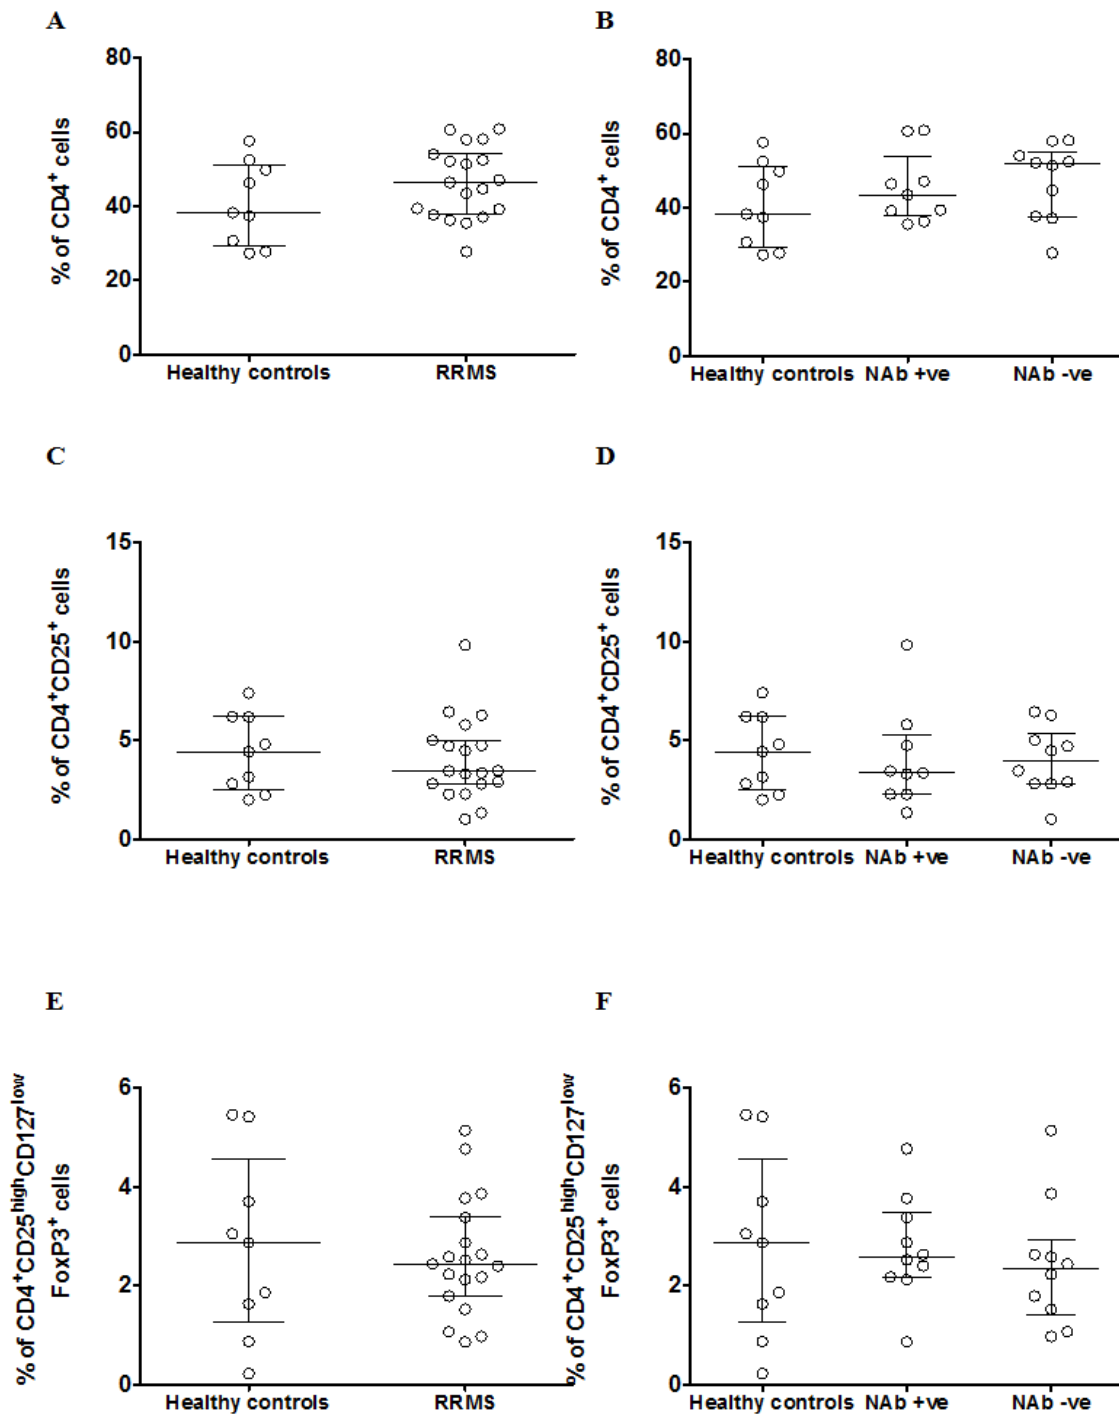 A
B
80
60
40
20
0
% of CD4⁺ cells
Healthy controls RRMS
80
60
40
20
0
% of CD4⁺ cells
Healthy controls NAb +ve NAb -ve
C
D
15
10
5
0
% of CD4⁺CD25⁺ cells
Healthy controls RRMS
15
10
5
0
% of CD4⁺CD25⁺ cells
Healthy controls NAb +ve NAb -ve
E
F
6
4
2
0
% of CD4⁺CD25ʰⁱᵍʰCD127ˡᵒʷ
FoxP3⁺ cells
Healthy controls RRMS
6
4
2
0
% of CD4⁺CD25ʰⁱᵍʰCD127ˡᵒʷ
FoxP3⁺ cells
Healthy controls NAb +ve NAb -ve